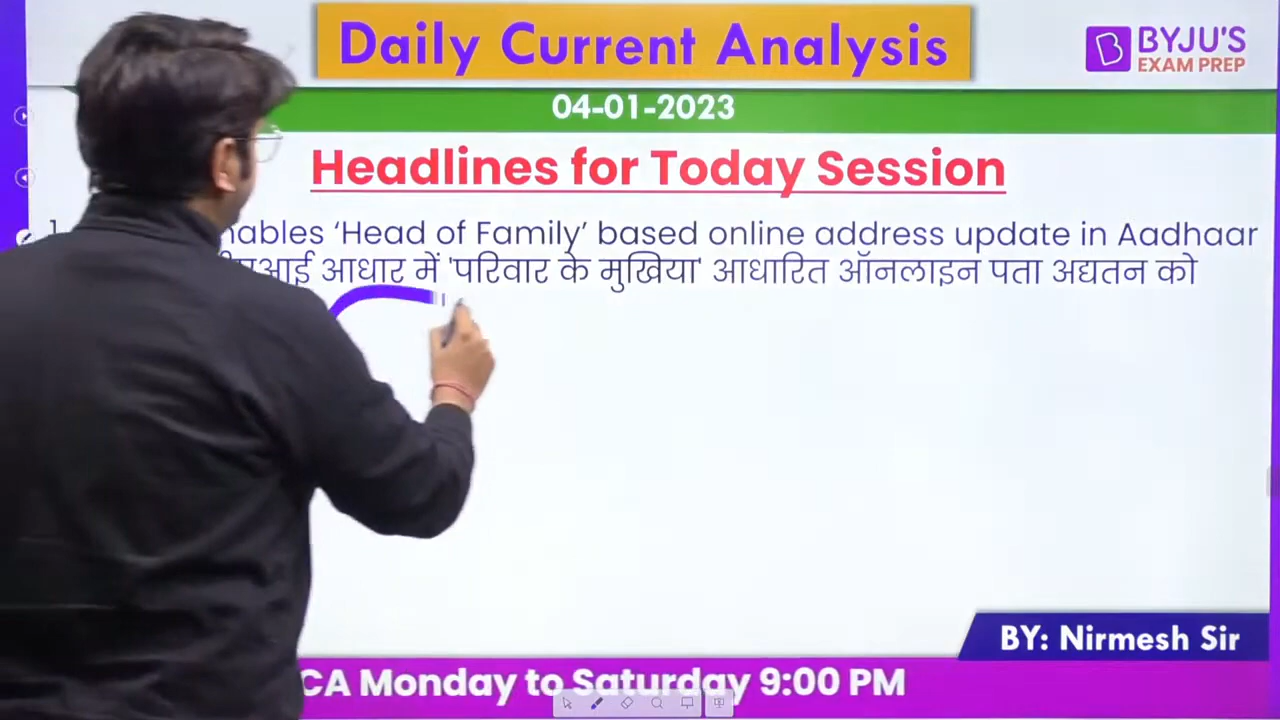 Daily Current Analysis
BYJU'S
EXAM PREP
04-01-2023
Headlines for Today Session
‘Head of Family’ based online address update in Aadhaar
आधार में 'परिवार के मुखिया' आधारित ऑनलाइन पता अद्यतन को
BY: Nirmesh Sir
CA Monday to Saturday 9:00 PM